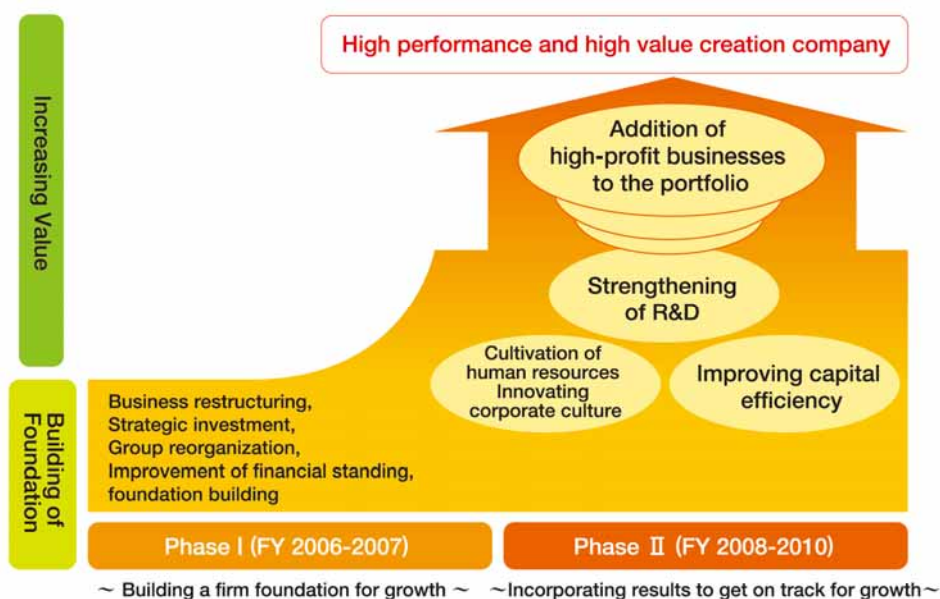 High performance and high value creation company
Increasing Value
Addition of
high-profit businesses
to the portfolio
Strengthening
of R&D
Cultivation of
human resources
Innovating
corporate culture
Improving capital
efficiency
Building of
Foundation
Business restructuring,
Strategic investment,
Group reorganization,
Improvement of financial standing,
foundation building
Phase I (FY 2006-2007)
Phase Ⅱ (FY 2008-2010)
~ Building a firm foundation for growth ~
~Incorporating results to get on track for growth~